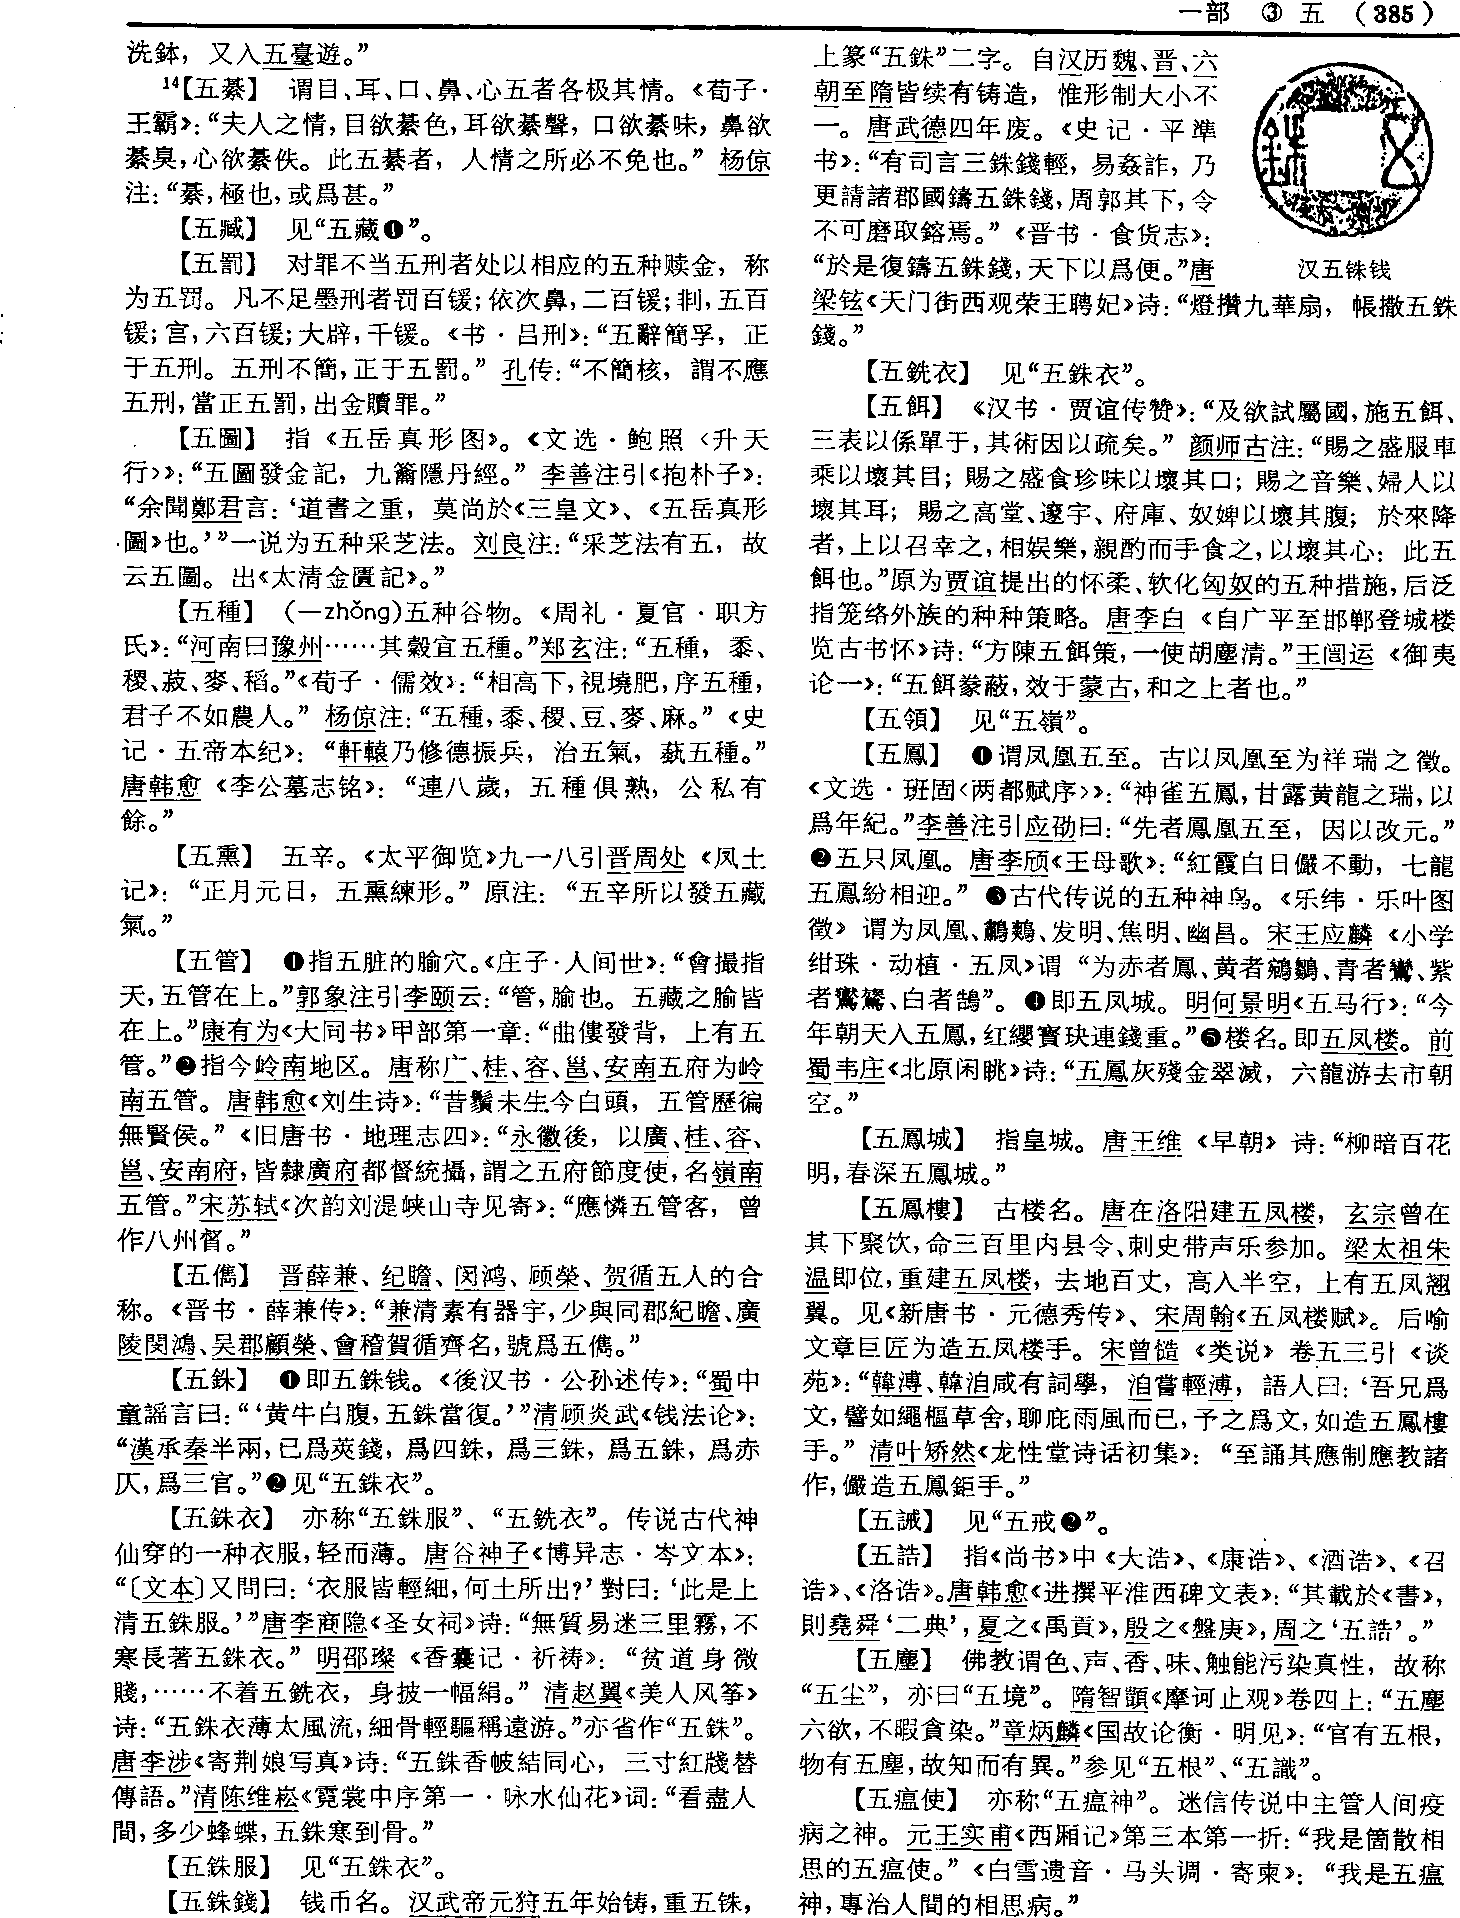 一部 ③ 五 （385）
洗鉢，又入五臺遊。”
¹⁴【五綦】 谓目、耳、口、鼻、心五者各极其情。《荀子·
王霸》：“夫人之情，目欲綦色，耳欲綦聲，口欲綦味，鼻欲
綦臭，心欲綦佚。此五綦者，人情之所必不免也。”杨倞
注：“綦，極也，或爲甚。”
【五臧】 见“五藏❶”。
【五罰】 对罪不当五刑者处以相应的五种赎金，称
为五罚。凡不足墨刑者罚百锾；依次鼻，二百锾；剕，五百
锾；宫，六百锾；大辟，千锾。《书·吕刑》：“五辭簡孚，正
于五刑。五刑不簡，正于五罰。”孔传：“不簡核，謂不應
五刑，當正五罰，出金贖罪。”
【五圖】 指《五岳真形图》。《文选·鲍照〈升天
行〉》：“五圖發金記，九籥隱丹經。”李善注引《抱朴子》：
“余聞鄭君言：‘道書之重，莫尚於《三皇文》、《五岳真形
圖》也。’”一说为五种采芝法。刘良注：“采芝法有五，故
云五圖。出《太清金匱記》。”
【五種】 （—zhǒng）五种谷物。《周礼·夏官·职方
氏》：“河南曰豫州……其穀宜五種。”郑玄注：“五種，黍、
稷、菽、麥、稻。”《荀子·儒效》：“相高下，視墝肥，序五種，
君子不如農人。”杨倞注：“五種，黍、稷、豆、麥、麻。”《史
记·五帝本纪》：“軒轅乃修德振兵，治五氣，蓺五種。”
唐韩愈《李公墓志铭》：“連八歲，五種俱熟，公私有
餘。”
【五熏】 五辛。《太平御览》九一八引晋周处《风土
记》：“正月元日，五熏練形。”原注：“五辛所以發五藏
氣。”
【五管】 ❶指五脏的腧穴。《庄子·人间世》：“會撮指
天，五管在上。”郭象注引李颐云：“管，腧也。五藏之腧皆
在上。”康有为《大同书》甲部第一章：“曲僂發背，上有五
管。”❷指今岭南地区。唐称广、桂、容、邕、安南五府为岭
南五管。唐韩愈《刘生诗》：“昔鬚未生今白頭，五管歷徧
無賢侯。”《旧唐书·地理志四》：“永徽後，以廣、桂、容、
邕、安南府，皆隸廣府都督統攝，謂之五府節度使，名嶺南
五管。”宋苏轼《次韵刘湜峡山寺见寄》：“應憐五管客，曾
作八州督。”
【五儁】 晋薛兼、纪瞻、闵鸿、顾榮、贺循五人的合
称。《晋书·薛兼传》：“兼清素有器宇，少與同郡紀瞻、廣
陵閔鴻、吴郡顧榮、會稽賀循齊名，號爲五儁。”
【五銖】 ❶即五銖钱。《後汉书·公孙述传》：“蜀中
童謡言曰：“‘黄牛白腹，五銖當復。’”清顾炎武《钱法论》：
“漢承秦半兩，已爲莢錢，爲四銖，爲三銖，爲五銖，爲赤
仄，爲三官。”❷见“五銖衣”。
【五銖衣】 亦称“五銖服”、“五銑衣”。传说古代神
仙穿的一种衣服，轻而薄。唐谷神子《博异志·岑文本》：
“〔文本〕又問曰：‘衣服皆輕細，何土所出？’對曰：‘此是上
清五銖服。’”唐李商隐《圣女祠》诗：“無質易迷三里霧，不
寒長著五銖衣。”明邵璨《香囊记·祈祷》：“贫道身微
賤，……不着五銑衣，身披一幅絹。”清赵翼《美人风筝》
诗：“五銖衣薄太風流，細骨輕軀稱遠游。”亦省作“五銖”。
唐李涉《寄荆娘写真》诗：“五銖香帔結同心，三寸紅牋替
傳語。”清陈维崧《霓裳中序第一·咏水仙花》词：“看盡人
間，多少蜂蝶，五銖寒到骨。”
【五銖服】 见“五銖衣”。
【五銖錢】 钱币名。汉武帝元狩五年始铸，重五铢，
上篆“五銖”二字。自汉历魏、晋、六
朝至隋皆续有铸造，惟形制大小不
一。唐武德四年废。《史记·平準
书》：“有司言三銖錢輕，易姦詐，乃
更請諸郡國鑄五銖錢，周郭其下，令
不可磨取鎔焉。”《晋书·食货志》：
“於是復鑄五銖錢，天下以爲便。”唐
汉五铢钱
梁铉《天门街西观荣王聘妃》诗：“燈攢九華扇，帳撒五銖
錢。”
【五銑衣】 见“五銖衣”。
【五餌】 《汉书·贾谊传赞》：“及欲試屬國，施五餌、
三表以係單于，其術因以疏矣。”颜师古注：“賜之盛服車
乘以壞其目；賜之盛食珍味以壞其口；賜之音樂、婦人以
壞其耳；賜之高堂、邃宇、府庫、奴婢以壞其腹；於來降
者，上以召幸之，相娱樂，親酌而手食之，以壞其心：此五
餌也。”原为贾谊提出的怀柔、软化匈奴的五种措施，后泛
指笼络外族的种种策略。唐李白《自广平至邯郸登城楼
览古书怀》诗：“方陳五餌策，一使胡塵清。”王闿运《御夷
论一》：“五餌豢蔽，效于蒙古，和之上者也。”
【五領】 见“五嶺”。
【五鳳】 ❶谓凤凰五至。古以凤凰至为祥瑞之徵。
《文选·班固〈两都赋序〉》：“神雀五鳳，甘露黄龍之瑞，以
爲年紀。”李善注引应劭曰：“先者鳳凰五至，因以改元。”
❷五只凤凰。唐李颀《王母歌》：“紅霞白日儼不動，七龍
五鳳紛相迎。”❸古代传说的五种神鸟。《乐纬·乐叶图
徵》谓为凤凰、鷫鷞、发明、焦明、幽昌。宋王应麟《小学
绀珠·动植·五凤》谓“为赤者鳳、黄者鵷鶵、青者鸞、紫
者鸑鷟、白者鵠”。❹即五凤城。明何景明《五马行》：“今
年朝天入五鳳，红纓寳玦連錢重。”❺楼名。即五凤楼。前
蜀韦庄《北原闲眺》诗：“五鳳灰殘金翠滅，六龍游去市朝
空。”
【五鳳城】 指皇城。唐王维《早朝》诗：“柳暗百花
明，春深五鳳城。”
【五鳳樓】 古楼名。唐在洛阳建五凤楼，玄宗曾在
其下聚饮，命三百里内县令、刺史带声乐参加。梁太祖朱
温即位，重建五凤楼，去地百丈，高入半空，上有五凤翘
翼。见《新唐书·元德秀传》、宋周翰《五凤楼赋》。后喻
文章巨匠为造五凤楼手。宋曾慥《类说》卷五三引《谈
苑》：“韓溥、韓洎咸有詞學，洎嘗輕溥，語人曰：‘吾兄爲
文，譬如繩樞草舍，聊庇雨風而已，予之爲文，如造五鳳樓
手。”清叶矫然《龙性堂诗话初集》：“至誦其應制應教諸
作，儼造五鳳鉅手。”
【五誡】 见“五戒❷”。
【五誥】 指《尚书》中《大诰》、《康诰》、《酒诰》、《召
诰》、《洛诰》。唐韩愈《进撰平淮西碑文表》：“其載於《書》，
則堯舜‘二典’，夏之《禹貢》，殷之《盤庚》，周之‘五誥’。”
【五塵】 佛教谓色、声、香、味、触能污染真性，故称
“五尘”，亦曰“五境”。隋智顗《摩诃止观》卷四上：“五塵
六欲，不暇貪染。”章炳麟《国故论衡·明见》：“官有五根，
物有五塵，故知而有異。”参见“五根”、“五識”。
【五瘟使】 亦称“五瘟神”。迷信传说中主管人间疫
病之神。元王实甫《西厢记》第三本第一折：“我是箇散相
思的五瘟使。”《白雪遗音·马头调·寄柬》：“我是五瘟
神，專治人間的相思病。”